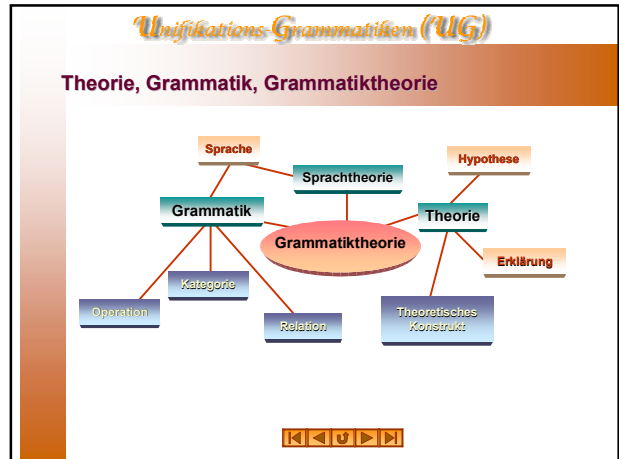 Unifikations-Grammatiken (UG)
Theorie, Grammatik, Grammatiktheorie
Sprache
Hypothese
Sprachtheorie
Grammatik
Theorie
Grammatiktheorie
Erklärung
Kategorie
Operation
Theoretisches
Konstrukt
Relation